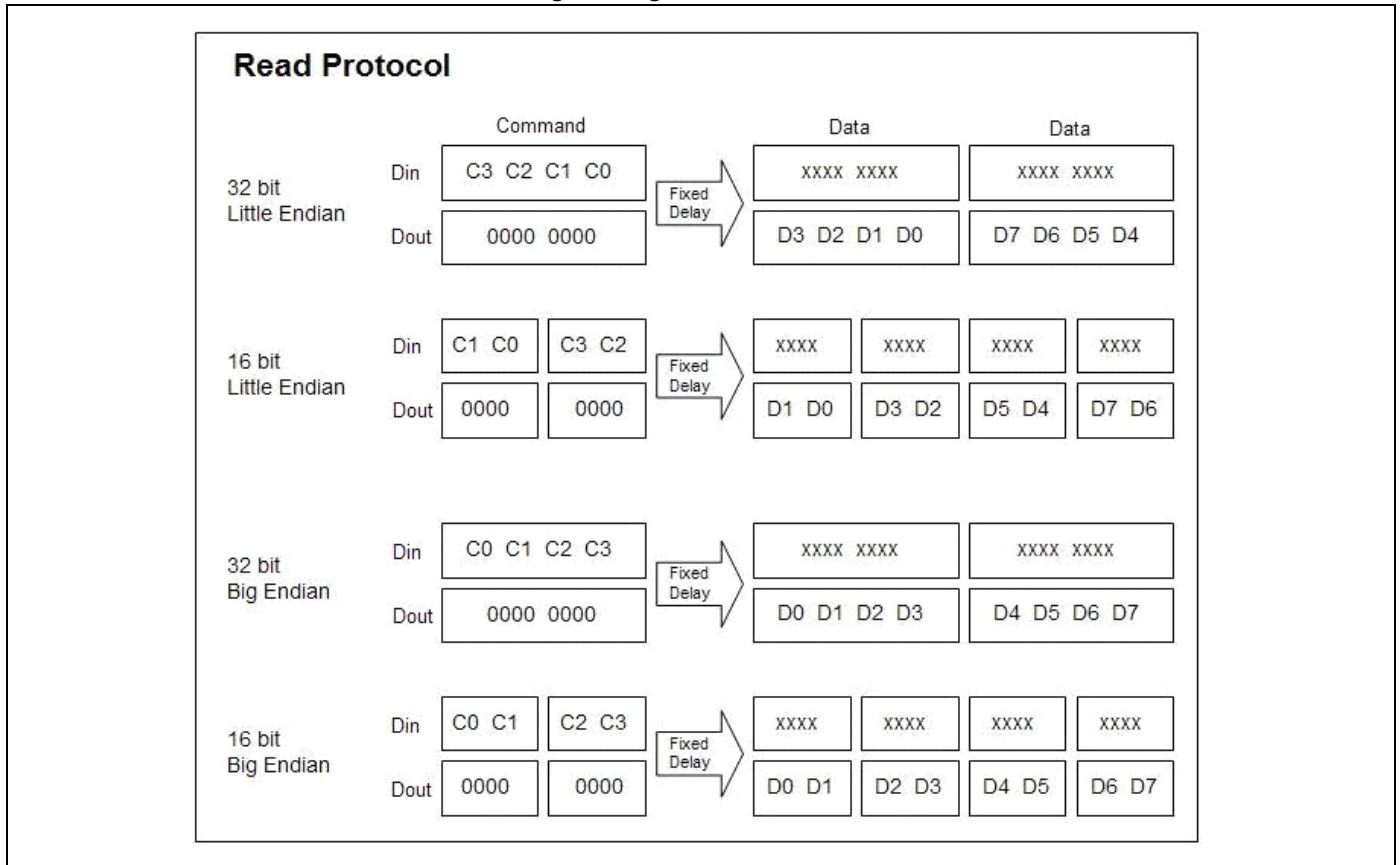 Read Protocol
Command Data Data
32 bit
Little Endian
Din C3 C2 C1 C0 Fixed Delay XXXX XXXX XXXX XXXX
Dout 0000 0000 D3 D2 D1 D0 D7 D6 D5 D4
16 bit
Little Endian
Din C1 C0 C3 C2 Fixed Delay XXXX XXXX XXXX XXXX
Dout 0000 0000 D1 D0 D3 D2 D5 D4 D7 D6
32 bit
Big Endian
Din C0 C1 C2 C3 Fixed Delay XXXX XXXX XXXX XXXX
Dout 0000 0000 D0 D1 D2 D3 D4 D5 D6 D7
16 bit
Big Endian
Din C0 C1 C2 C3 Fixed Delay XXXX XXXX XXXX XXXX
Dout 0000 0000 D0 D1 D2 D3 D4 D5 D6 D7